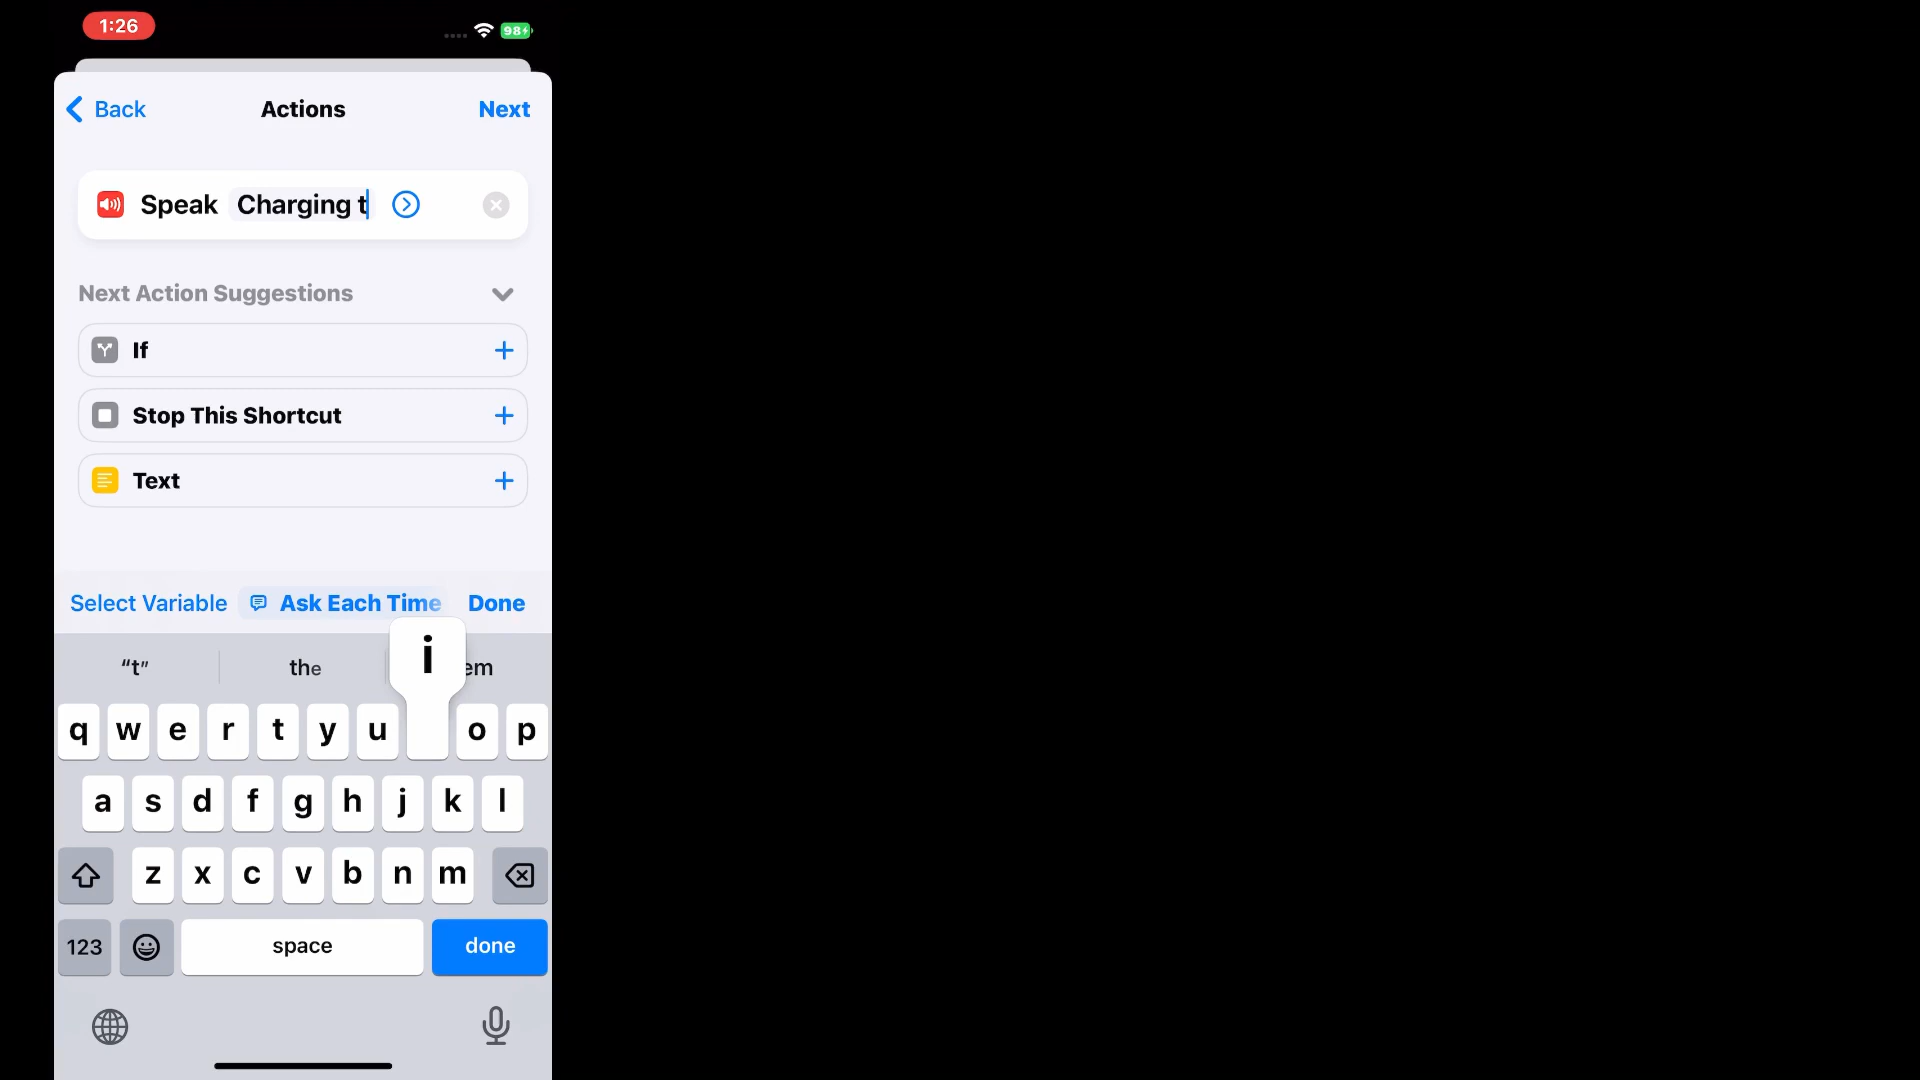 1:26
98
Back Actions Next
Speak Charging t
Next Action Suggestions
If
Stop This Shortcut
Text
Select Variable Ask Each Time Done
“t” the em
i
q w e r t y u o p
a s d f g h j k l
z x c v b n m
123 space done